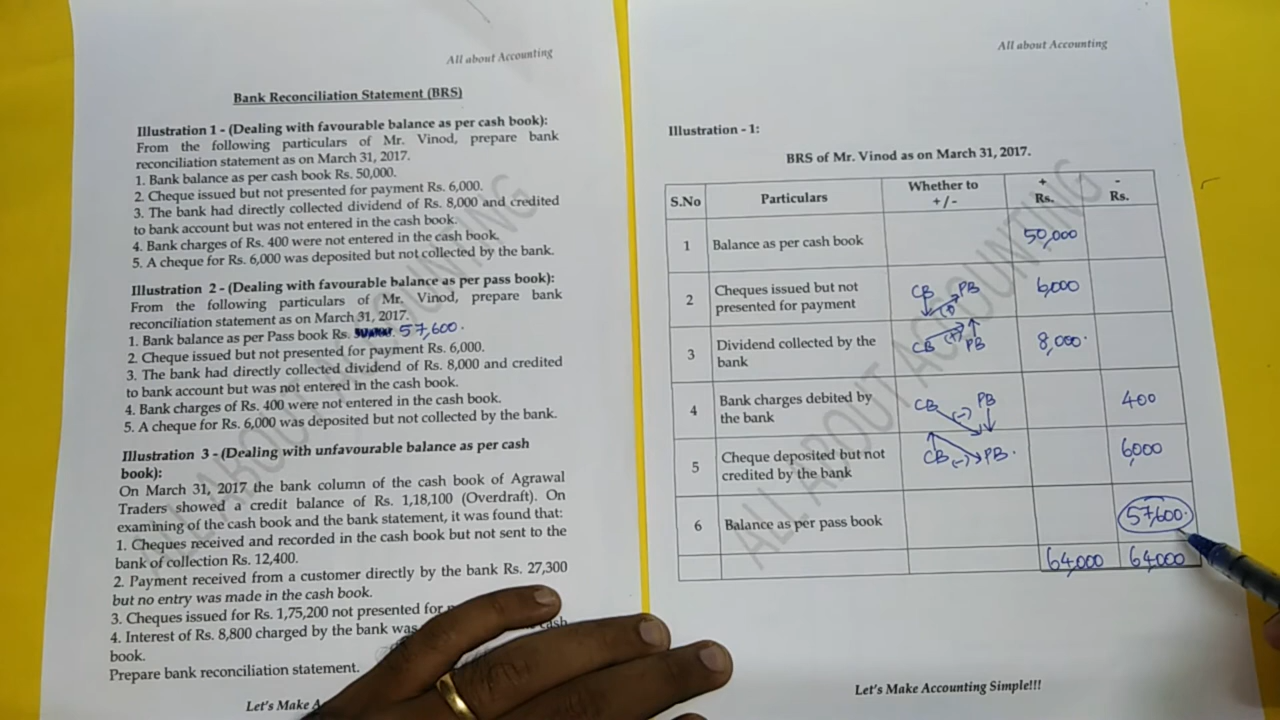 All about Accounting
Bank Reconciliation Statement (BRS)
Illustration 1 - (Dealing with favourable balance as per cash book):
From the following particulars of Mr. Vinod, prepare bank
reconciliation statement as on March 31, 2017.
1. Bank balance as per cash book Rs. 50,000.
2. Cheque issued but not presented for payment Rs. 6,000.
3. The bank had directly collected dividend of Rs. 8,000 and credited
to bank account but was not entered in the cash book.
4. Bank charges of Rs. 400 were not entered in the cash book.
5. A cheque for Rs. 6,000 was deposited but not collected by the bank.
Illustration 2 - (Dealing with favourable balance as per pass book):
From the following particulars of Mr. Vinod, prepare bank
reconciliation statement as on March 31, 2017.
1. Bank balance as per Pass book Rs. 57,600.
2. Cheque issued but not presented for payment Rs. 6,000.
3. The bank had directly collected dividend of Rs. 8,000 and credited
to bank account but was not entered in the cash book.
4. Bank charges of Rs. 400 were not entered in the cash book.
5. A cheque for Rs. 6,000 was deposited but not collected by the bank.
Illustration 3 - (Dealing with unfavourable balance as per cash
book):
On March 31, 2017 the bank column of the cash book of Agrawal
Traders showed a credit balance of Rs. 1,18,100 (Overdraft). On
examining of the cash book and the bank statement, it was found that:
1. Cheques received and recorded in the cash book but not sent to the
bank of collection Rs. 12,400.
2. Payment received from a customer directly by the bank Rs. 27,300
but no entry was made in the cash book.
3. Cheques issued for Rs. 1,75,200 not presented for
4. Interest of Rs. 8,800 charged by the bank was cash
book.
Prepare bank reconciliation statement.
Let's Make
ALL ABOUT ACCOUNTING
All about Accounting
Illustration - 1:
BRS of Mr. Vinod as on March 31, 2017.
S.No Particulars Whether to +/- + Rs. - Rs.
1 Balance as per cash book 50,000
2 Cheques issued but not presented for payment CB PB (+) 6,000
3 Dividend collected by the bank CB (+) PB 8,000.
4 Bank charges debited by the bank CB (-) PB 400
5 Cheque deposited but not credited by the bank CB (-) PB. 6,000
6 Balance as per pass book 57,600.
64,000 64,000
Let's Make Accounting Simple!!!
ALL ABOUT ACCOUNTING